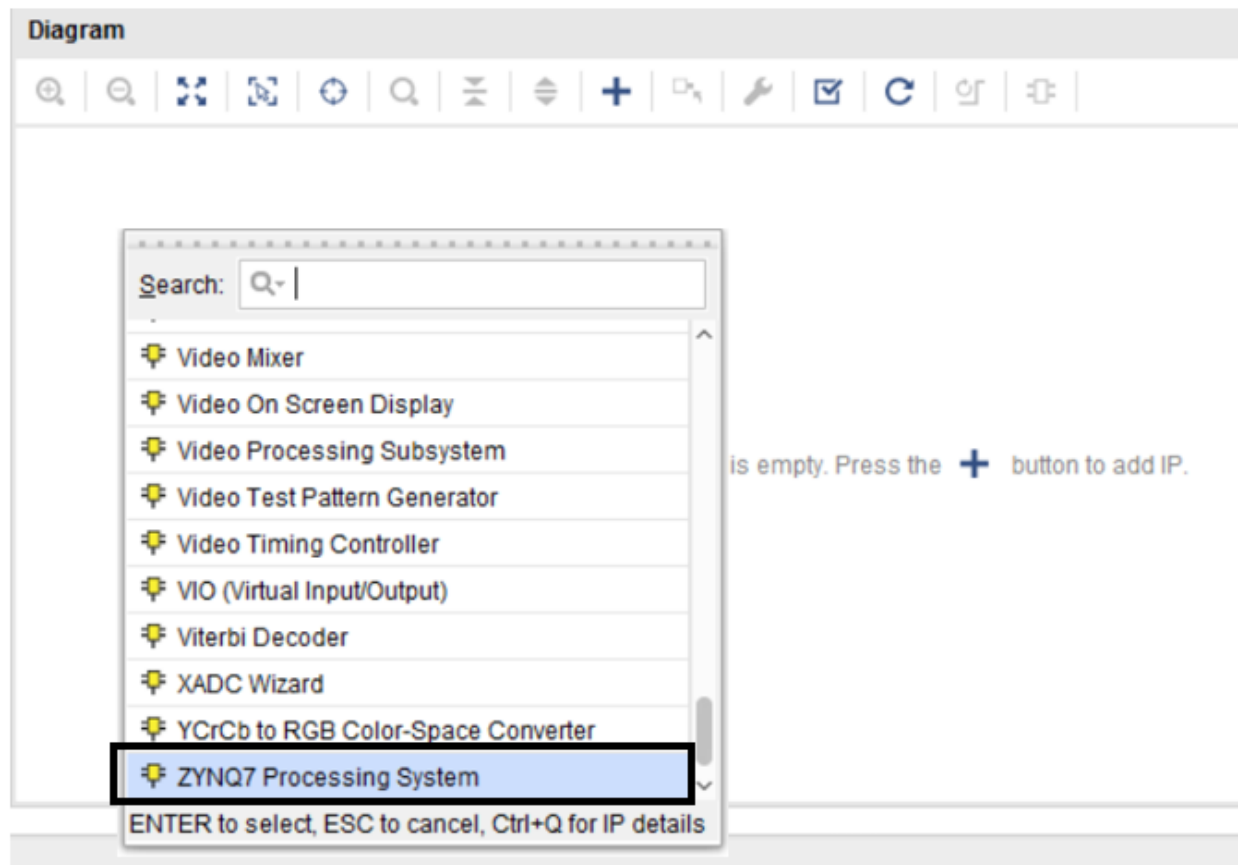 Diagram
Search:
Video Mixer
Video On Screen Display
Video Processing Subsystem
is empty. Press the + button to add IP.
Video Test Pattern Generator
Video Timing Controller
VIO (Virtual Input/Output)
Viterbi Decoder
XADC Wizard
YCrCb to RGB Color-Space Converter
ZYNQ7 Processing System
ENTER to select, ESC to cancel, Ctrl+Q for IP details